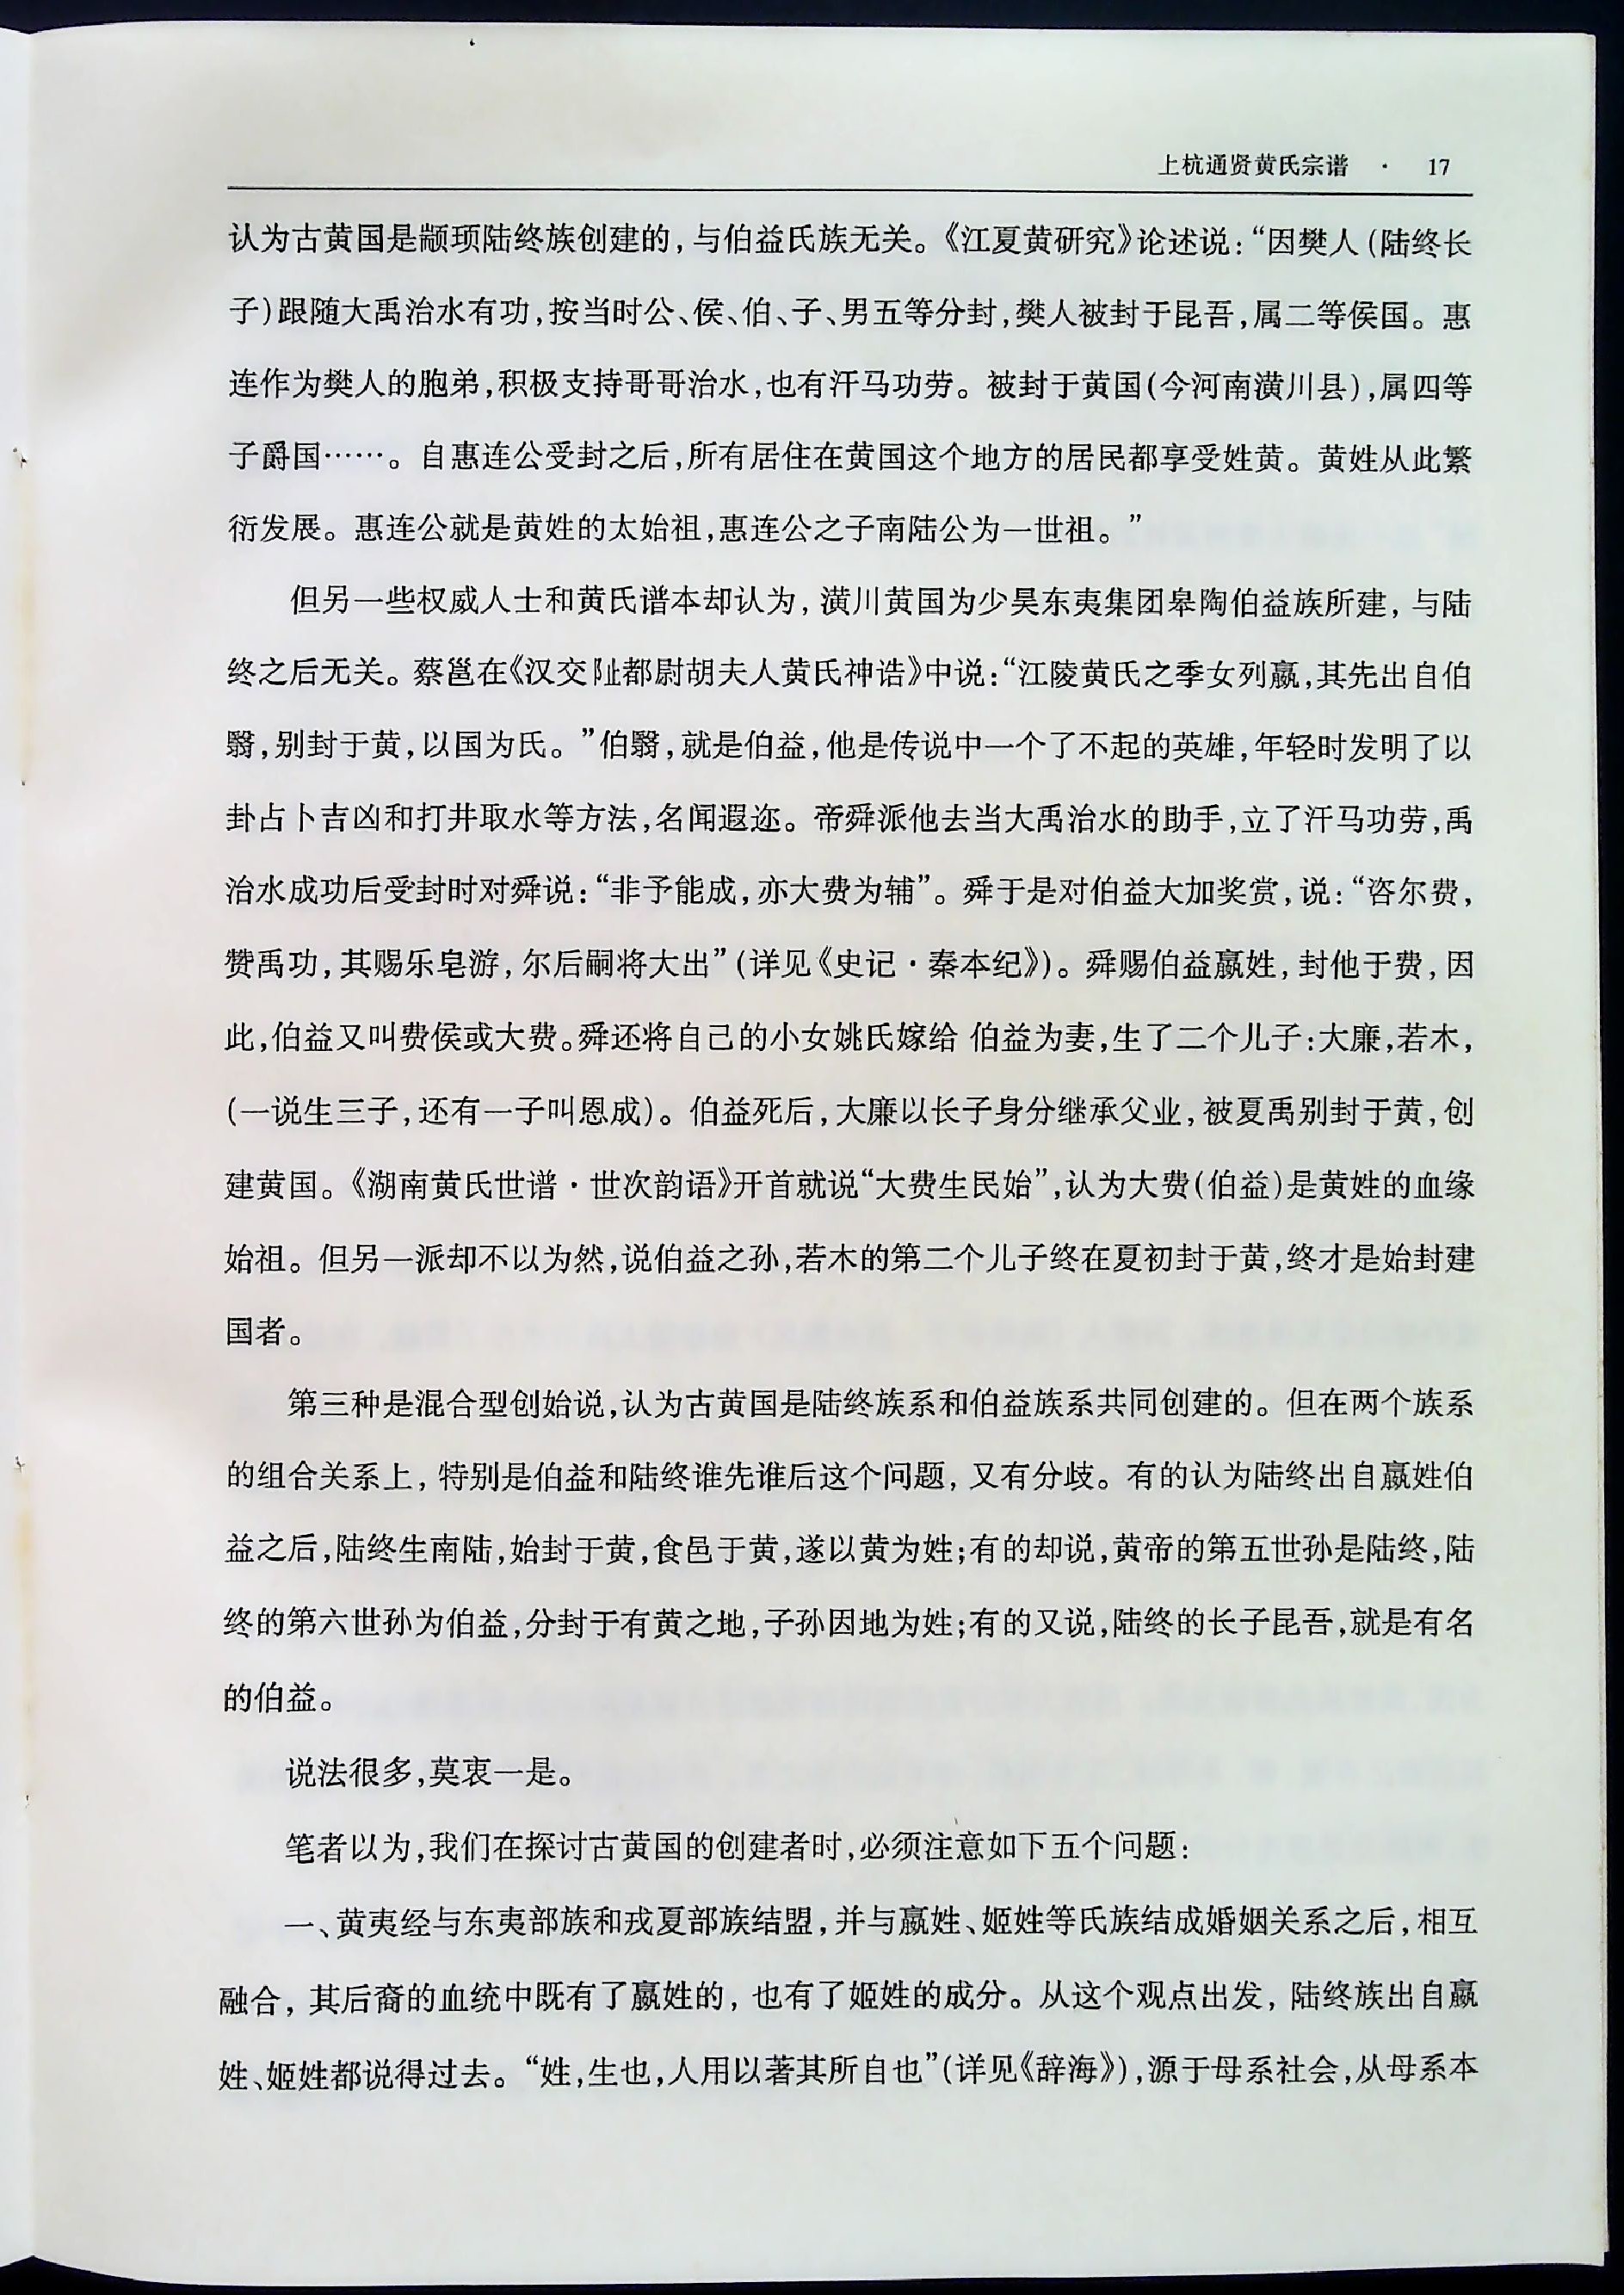 上杭通贤黄氏宗谱 · 17
认为古黄国是颛顼陆终族创建的，与伯益氏族无关。《江夏黄研究》论述说：“因樊人（陆终长
子）跟随大禹治水有功，按当时公、侯、伯、子、男五等分封，樊人被封于昆吾，属二等侯国。惠
连作为樊人的胞弟，积极支持哥哥治水，也有汗马功劳。被封于黄国（今河南潢川县），属四等
子爵国……。自惠连公受封之后，所有居住在黄国这个地方的居民都享受姓黄。黄姓从此繁
衍发展。惠连公就是黄姓的太始祖，惠连公之子南陆公为一世祖。”
但另一些权威人士和黄氏谱本却认为，潢川黄国为少昊东夷集团皋陶伯益族所建，与陆
终之后无关。蔡邕在《汉交阯都尉胡夫人黄氏神诰》中说：“江陵黄氏之季女列嬴，其先出自伯
翳，别封于黄，以国为氏。”伯翳，就是伯益，他是传说中一个了不起的英雄，年轻时发明了以
卦占卜吉凶和打井取水等方法，名闻遐迩。帝舜派他去当大禹治水的助手，立了汗马功劳，禹
治水成功后受封时对舜说：“非予能成，亦大费为辅”。舜于是对伯益大加奖赏，说：“咨尔费，
赞禹功，其赐乐皂游，尔后嗣将大出”（详见《史记·秦本纪》）。舜赐伯益嬴姓，封他于费，因
此，伯益又叫费侯或大费。舜还将自己的小女姚氏嫁给 伯益为妻，生了二个儿子：大廉，若木，
（一说生三子，还有一子叫恩成）。伯益死后，大廉以长子身分继承父业，被夏禹别封于黄，创
建黄国。《湖南黄氏世谱·世次韵语》开首就说“大费生民始”，认为大费（伯益）是黄姓的血缘
始祖。但另一派却不以为然，说伯益之孙，若木的第二个儿子终在夏初封于黄，终才是始封建
国者。
第三种是混合型创始说，认为古黄国是陆终族系和伯益族系共同创建的。但在两个族系
的组合关系上，特别是伯益和陆终谁先谁后这个问题，又有分歧。有的认为陆终出自嬴姓伯
益之后，陆终生南陆，始封于黄，食邑于黄，遂以黄为姓；有的却说，黄帝的第五世孙是陆终，陆
终的第六世孙为伯益，分封于有黄之地，子孙因地为姓；有的又说，陆终的长子昆吾，就是有名
的伯益。
说法很多，莫衷一是。
笔者以为，我们在探讨古黄国的创建者时，必须注意如下五个问题：
一、黄夷经与东夷部族和戎夏部族结盟，并与嬴姓、姬姓等氏族结成婚姻关系之后，相互
融合，其后裔的血统中既有了嬴姓的，也有了姬姓的成分。从这个观点出发，陆终族出自嬴
姓、姬姓都说得过去。“姓，生也，人用以著其所自也”（详见《辞海》），源于母系社会，从母系本